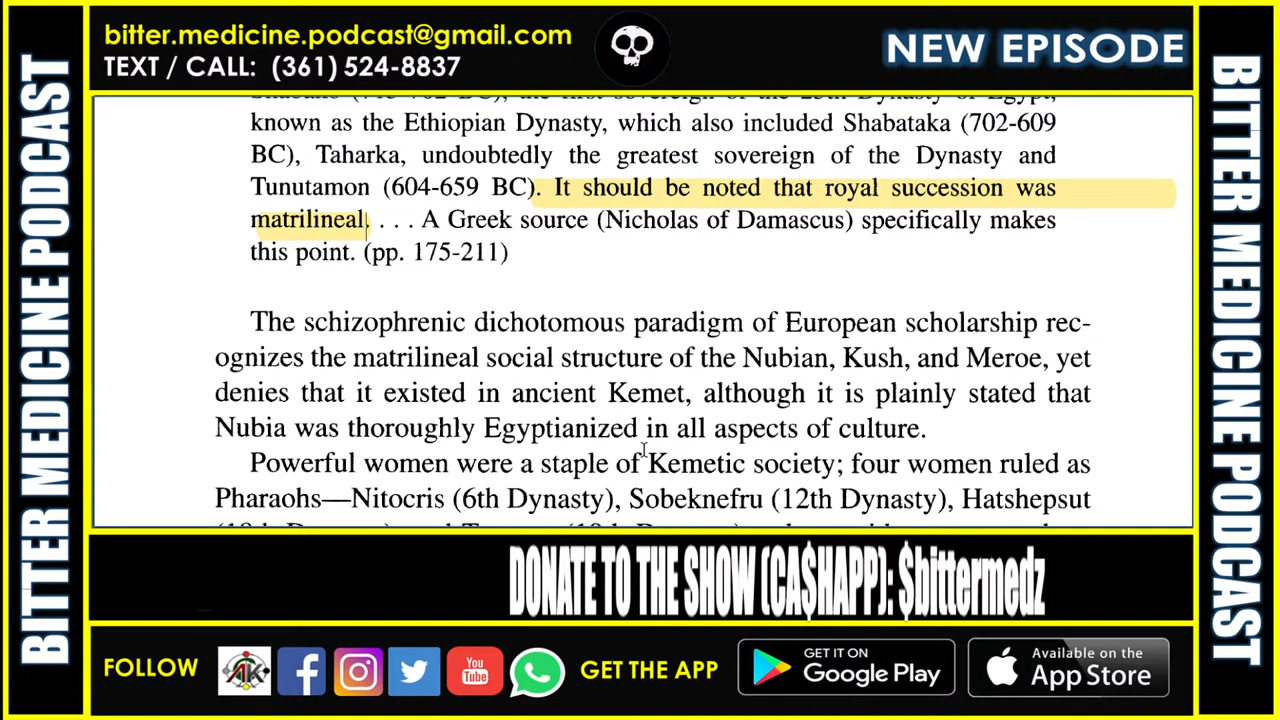 bitter.medicine.podcast@gmail.com
TEXT / CALL: (361) 524-8837
NEW EPISODE
BITTER MEDICINE PODCAST
known as the Ethiopian Dynasty, which also included Shabataka (702-609
BC), Taharka, undoubtedly the greatest sovereign of the Dynasty and
Tunutamon (604-659 BC). It should be noted that royal succession was
matrilineal. . . . A Greek source (Nicholas of Damascus) specifically makes
this point. (pp. 175-211)
The schizophrenic dichotomous paradigm of European scholarship rec-
ognizes the matrilineal social structure of the Nubian, Kush, and Meroe, yet
denies that it existed in ancient Kemet, although it is plainly stated that
Nubia was thoroughly Egyptianized in all aspects of culture.
Powerful women were a staple of Kemetic society; four women ruled as
Pharaohs—Nitocris (6th Dynasty), Sobeknefru (12th Dynasty), Hatshepsut
BITTER MEDICINE PODCAST
DONATE TO THE SHOW (CA$HAPP): $bittermedz
FOLLOW
You
Tube
GET THE APP
GET IT ON
Google Play
Available on the
App Store